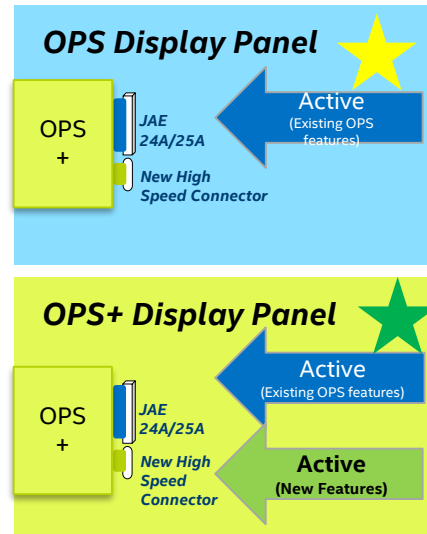 OPS Display Panel
OPS
+
JAE
24A/25A
New High
Speed Connector
Active
(Existing OPS
features)
OPS+ Display Panel
OPS
+
JAE
24A/25A
New High
Speed
Connector
Active
(Existing OPS features)
Active
(New Features)